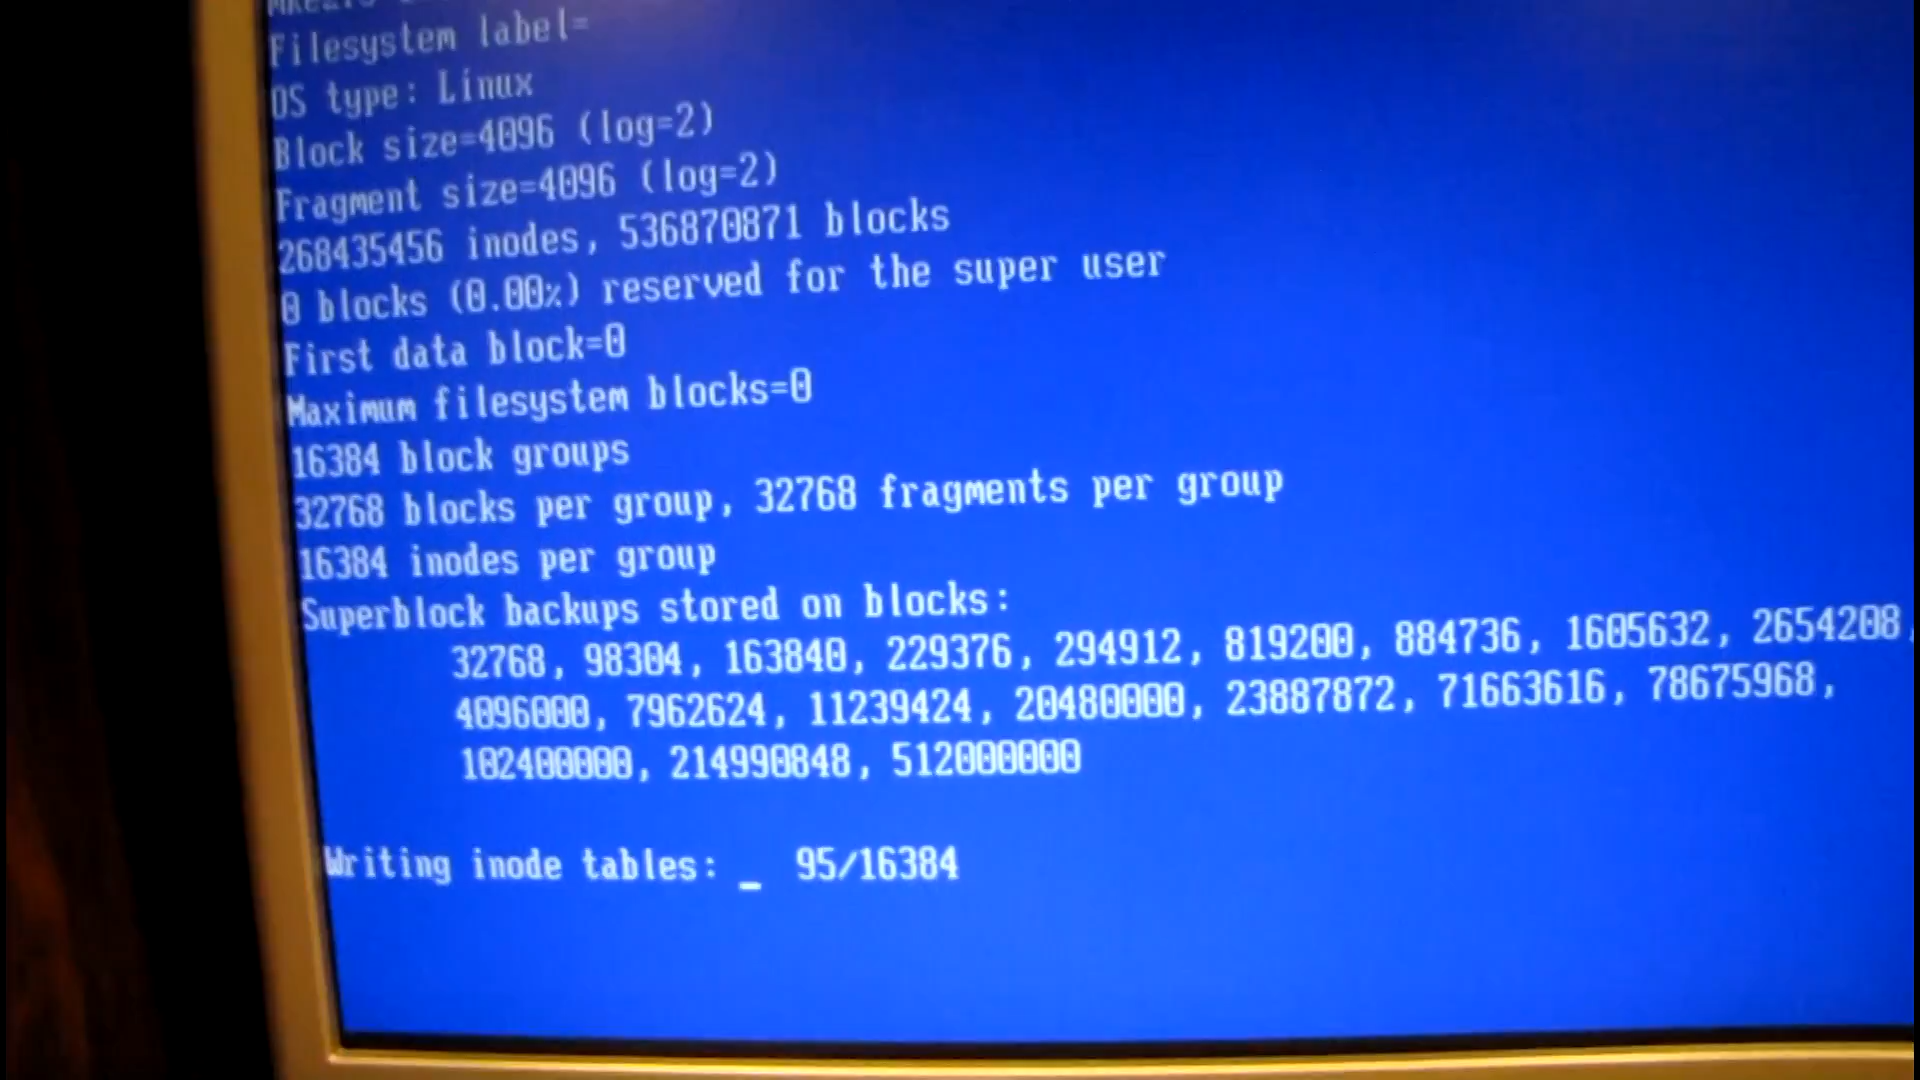 Filesystem label=
OS type: Linux
Block size=4096 (log=2)
Fragment size=4096 (log=2)
268435456 inodes, 536870871 blocks
0 blocks (0.00%) reserved for the super user
First data block=0
Maximum filesystem blocks=0
16384 block groups
32768 blocks per group, 32768 fragments per group
16384 inodes per group
Superblock backups stored on blocks:
32768, 98304, 163840, 229376, 294912, 819200, 884736, 1605632, 2654208,
4096000, 7962624, 11239424, 20480000, 23887872, 71663616, 78675968,
102400000, 214990848, 512000000
Writing inode tables: _ 95/16384